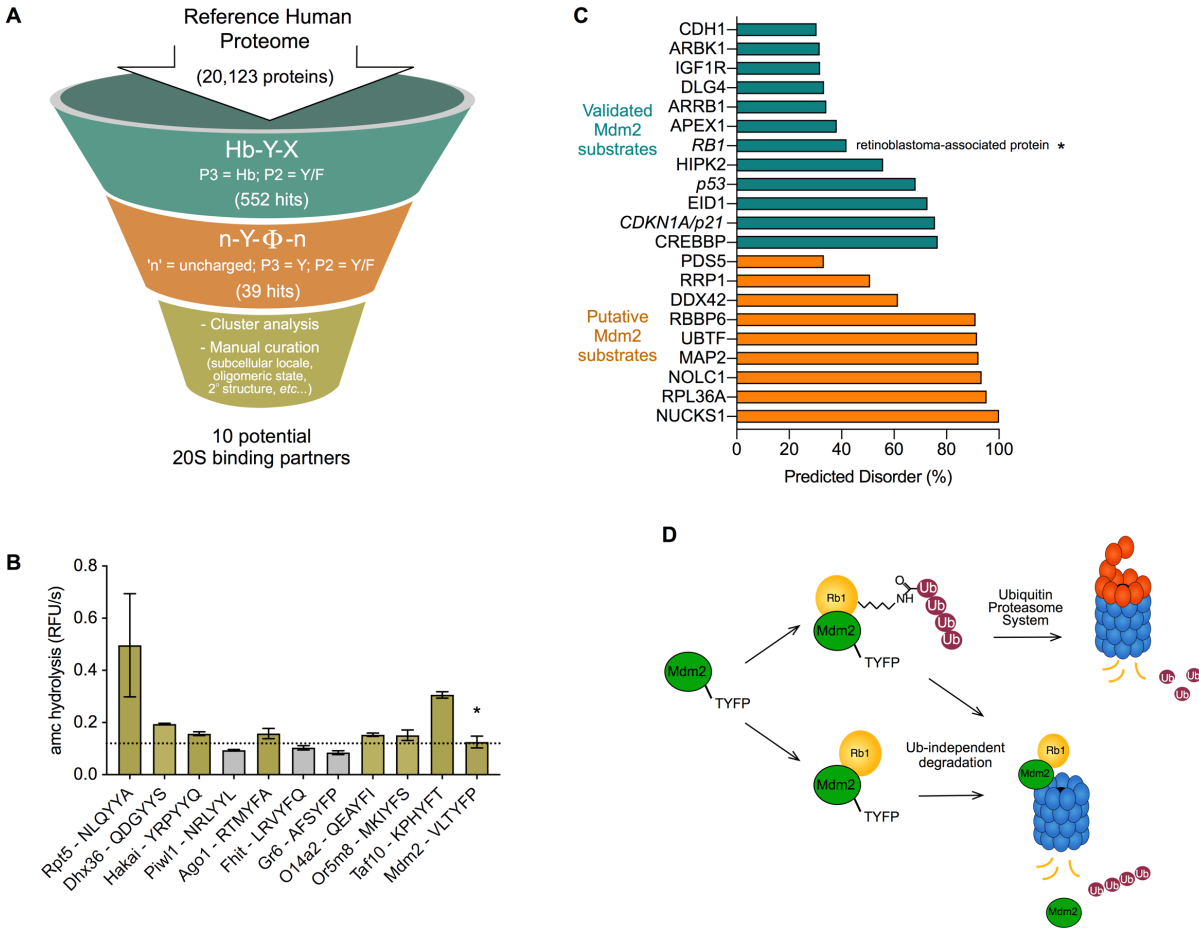 A
Reference Human
Proteome
(20,123 proteins)
Hb-Y-X
P3 = Hb; P2 = Y/F
(552 hits)
n-Y-Φ-n
'n' = uncharged; P3 = Y; P2 = Y/F
(39 hits)
- Cluster analysis
- Manual curation
(subcellular locale,
oligomeric state,
2° structure, etc...)
10 potential
20S binding partners
B
amc hydrolysis (RFU/s)
0.8
0.6
0.4
0.2
0.0
*
Rpt5 - NLQYYA
Dhx36 - QDGYYS
Hakai - YRPYYQ
Piwl1 - NRLYYL
Ago1 - RTMYFA
Fhit - LRVYFQ
Gr6 - AFSYFP
O14a2 - QEAYFI
Or5m8 - MKIYFS
Taf10 - KPHYFT
Mdm2 - VLTYFP
C
Validated
Mdm2
substrates
CDH1
ARBK1
IGF1R
DLG4
ARRB1
APEX1
RB1
retinoblastoma-associated protein *
HIPK2
p53
EID1
CDKN1A/p21
CREBBP
Putative
Mdm2
substrates
PDS5
RRP1
DDX42
RBBP6
UBTF
MAP2
NOLC1
RPL36A
NUCKS1
0 20 40 60 80 100
Predicted Disorder (%)
D
Mdm2
TYFP
Rb1
Mdm2
TYFP
O
NH
Ub
Ub
Ub
Ub
Ubiquitin
Proteasome
System
Ub
Ub
Ub
Rb1
Mdm2
TYFP
Ub-independent
degradation
Rb1
Mdm2
Ub Ub Ub Ub
Mdm2